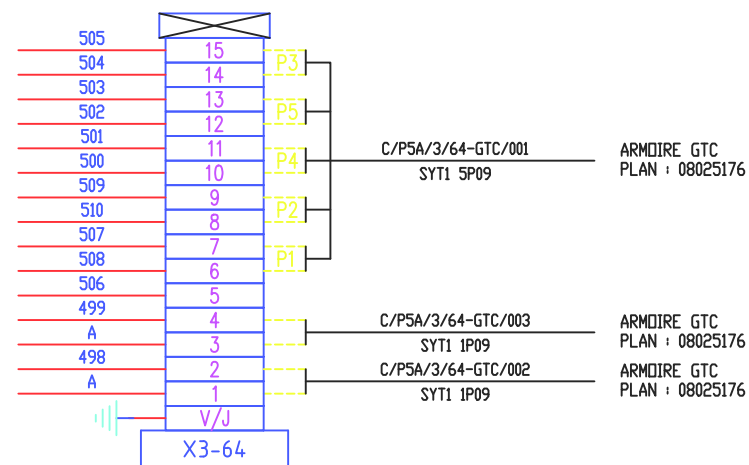 505 15
504 14 P3
503 13
502 12 P5
501 11
500 10 P4
509 9
510 8 P2
507 7
508 6 P1
506 5
499 4
A 3
498 2
A 1
V/J
X3-64
C/P5A/3/64-GTC/001
SYT1 5P09
ARMOIRE GTC
PLAN : 08025176
C/P5A/3/64-GTC/003
SYT1 1P09
ARMOIRE GTC
PLAN : 08025176
C/P5A/3/64-GTC/002
SYT1 1P09
ARMOIRE GTC
PLAN : 08025176